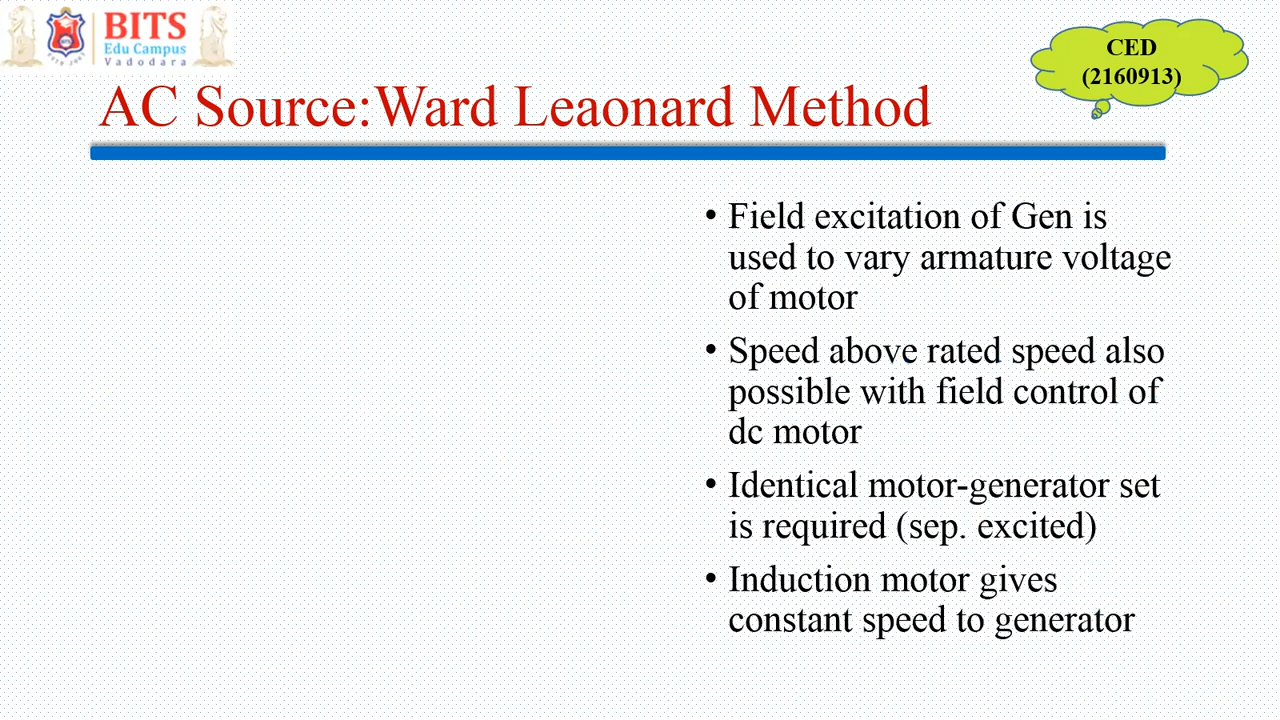 BITS
Edu Campus
Vadodara
CED
(2160913)
AC Source:Ward Leaonard Method
• Field excitation of Gen is
used to vary armature voltage
of motor
• Speed above rated speed also
possible with field control of
dc motor
• Identical motor-generator set
is required (sep. excited)
• Induction motor gives
constant speed to generator